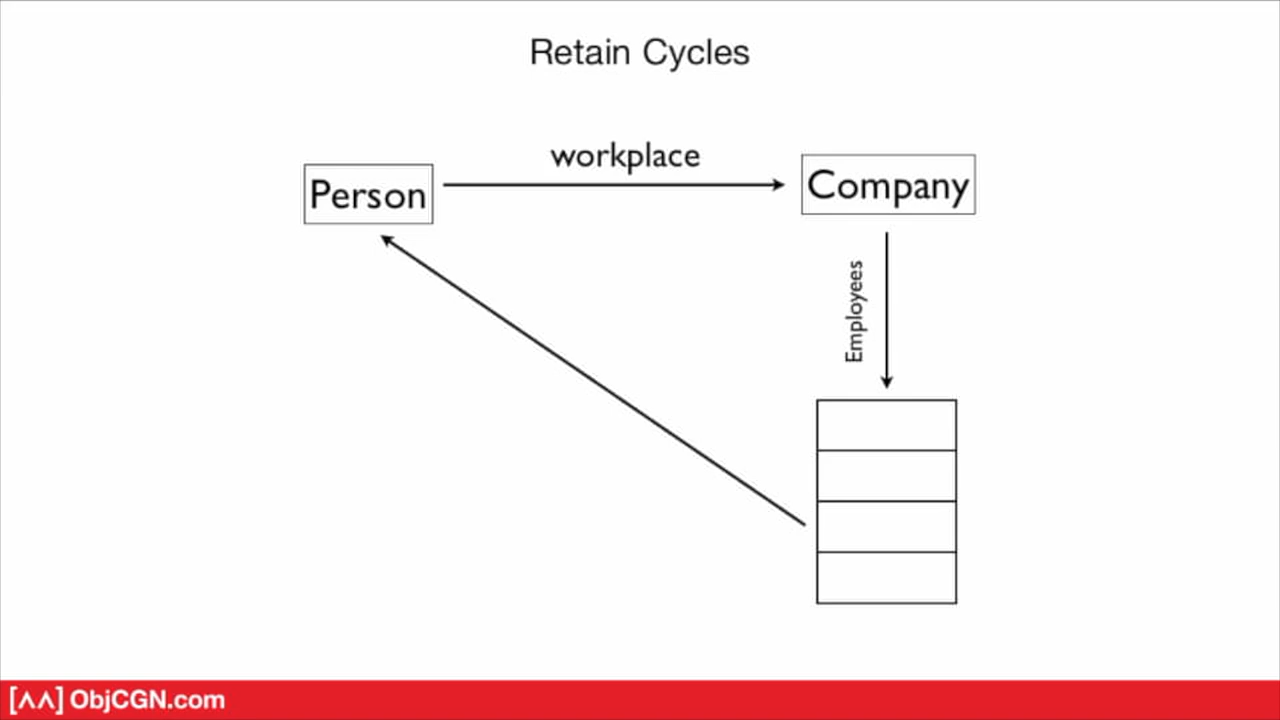 Retain Cycles
workplace
Person
Company
Employees
[ʌʌ] ObjCGN.com